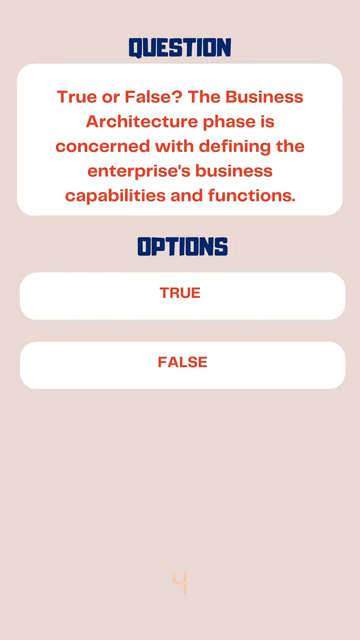 QUESTION
True or False? The Business
Architecture phase is
concerned with defining the
enterprise's business
capabilities and functions.
OPTIONS
TRUE
FALSE
4